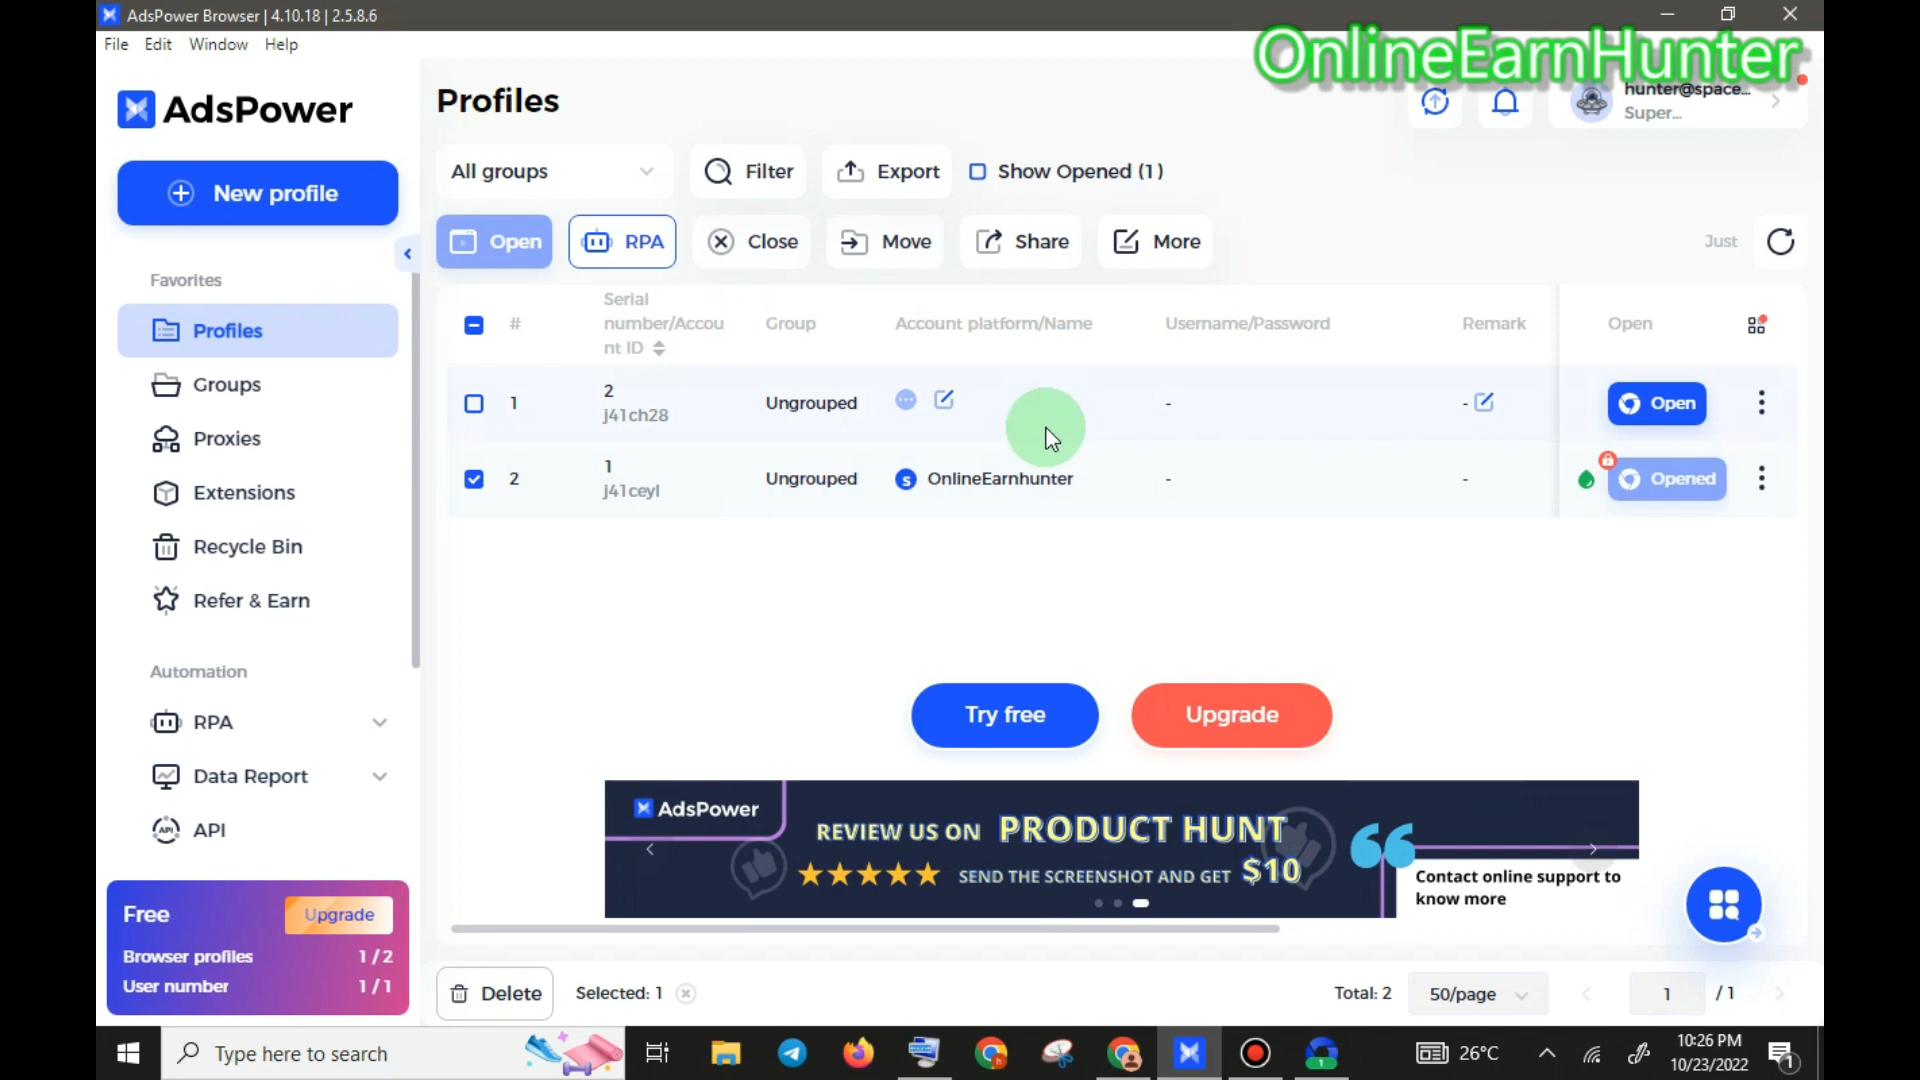 AdsPower Browser | 4.10.18 | 2.5.8.6
File Edit Window Help
OnlineEarnHunter
AdsPower
Profiles
hunter@space...
Super...
New profile
All groups
Filter
Export
Show Opened (1)
Open
RPA
Close
Move
Share
More
Just
Favorites
Profiles
Groups
Proxies
Extensions
Recycle Bin
Refer & Earn
Automation
RPA
Data Report
API
#
Serial
number/Accou
nt ID
Group
Account platform/Name
Username/Password
Remark
Open
1
2
j41ch28
Ungrouped
-
-
Open
2
1
j41ceyl
Ungrouped
S
OnlineEarnhunter
-
-
Opened
Try free
Upgrade
AdsPower
REVIEW US ON PRODUCT HUNT
SEND THE SCREENSHOT AND GET $10
Contact online support to
know more
Free
Upgrade
Browser profiles 1 / 2
User number 1 / 1
Delete
Selected: 1
Total: 2
50/page
1
/ 1
Type here to search
26°C
10:26 PM
10/23/2022
1